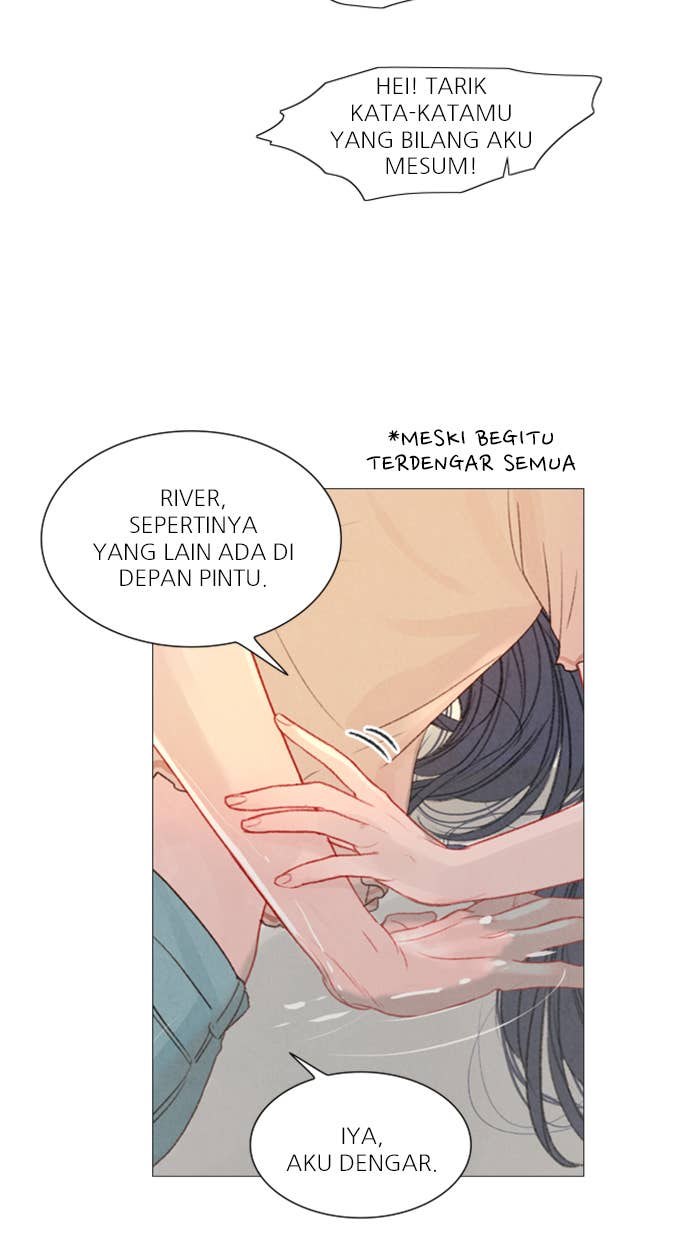 HEI! TARIK
KATA-KATAMU
YANG BILANG AKU
MESUM!
*MESKI BEGITU
TERDENGAR SEMUA
RIVER,
SEPERTINYA
YANG LAIN ADA DI
DEPAN PINTU.
IYA,
AKU DENGAR.